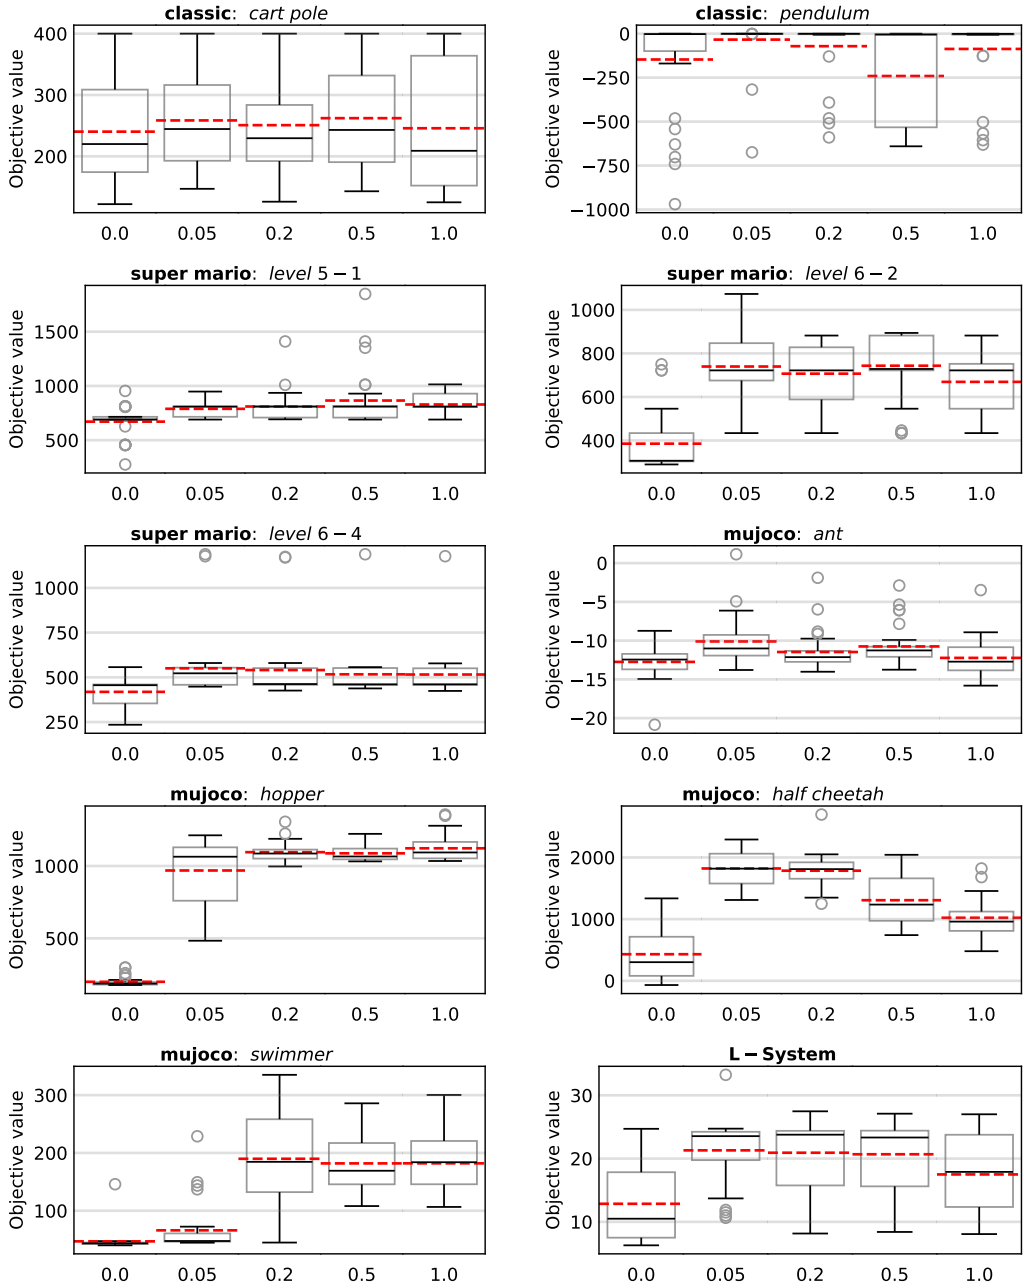 classic: cart pole
Objective value
400
300
200
0.0 0.05 0.2 0.5 1.0
classic: pendulum
Objective value
0
−250
−500
−750
−1000
0.0 0.05 0.2 0.5 1.0
super mario: level 5 − 1
Objective value
1500
1000
500
0.0 0.05 0.2 0.5 1.0
super mario: level 6 − 2
Objective value
1000
800
600
400
0.0 0.05 0.2 0.5 1.0
super mario: level 6 − 4
Objective value
1000
750
500
250
0.0 0.05 0.2 0.5 1.0
mujoco: ant
Objective value
0
−5
−10
−15
−20
0.0 0.05 0.2 0.5 1.0
mujoco: hopper
Objective value
1000
500
0.0 0.05 0.2 0.5 1.0
mujoco: half cheetah
Objective value
2000
1000
0
0.0 0.05 0.2 0.5 1.0
mujoco: swimmer
Objective value
300
200
100
0.0 0.05 0.2 0.5 1.0
L − System
Objective value
30
20
10
0.0 0.05 0.2 0.5 1.0